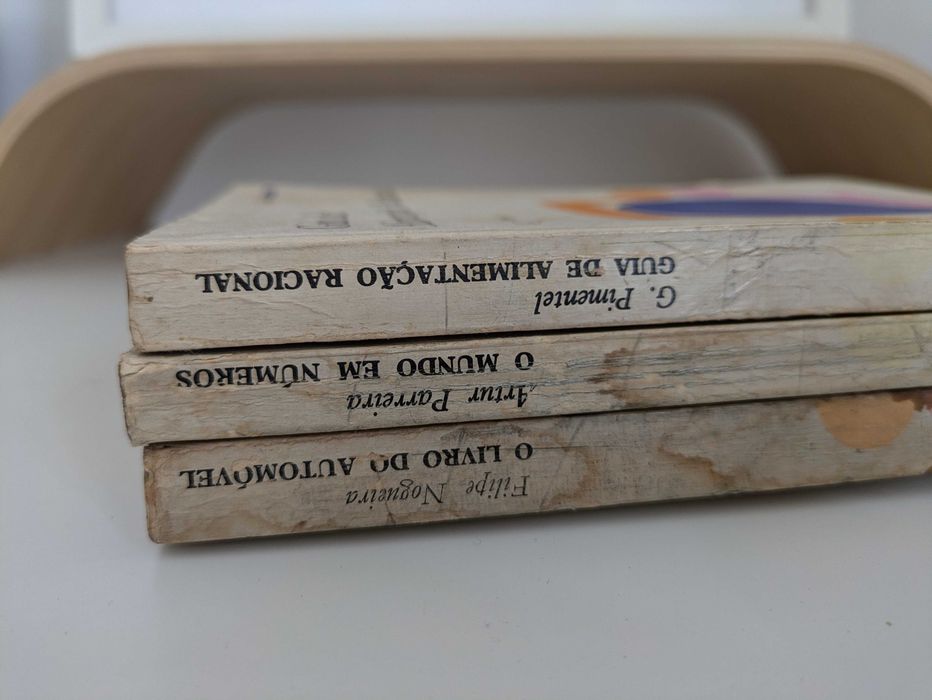 G. Pimentel
GUIA DE ALIMENTAÇÃO RACIONAL
Artur Parreira
O MUNDO EM NÚMEROS
Filipe Nogueira
O LIVRO DO AUTOMÓVEL